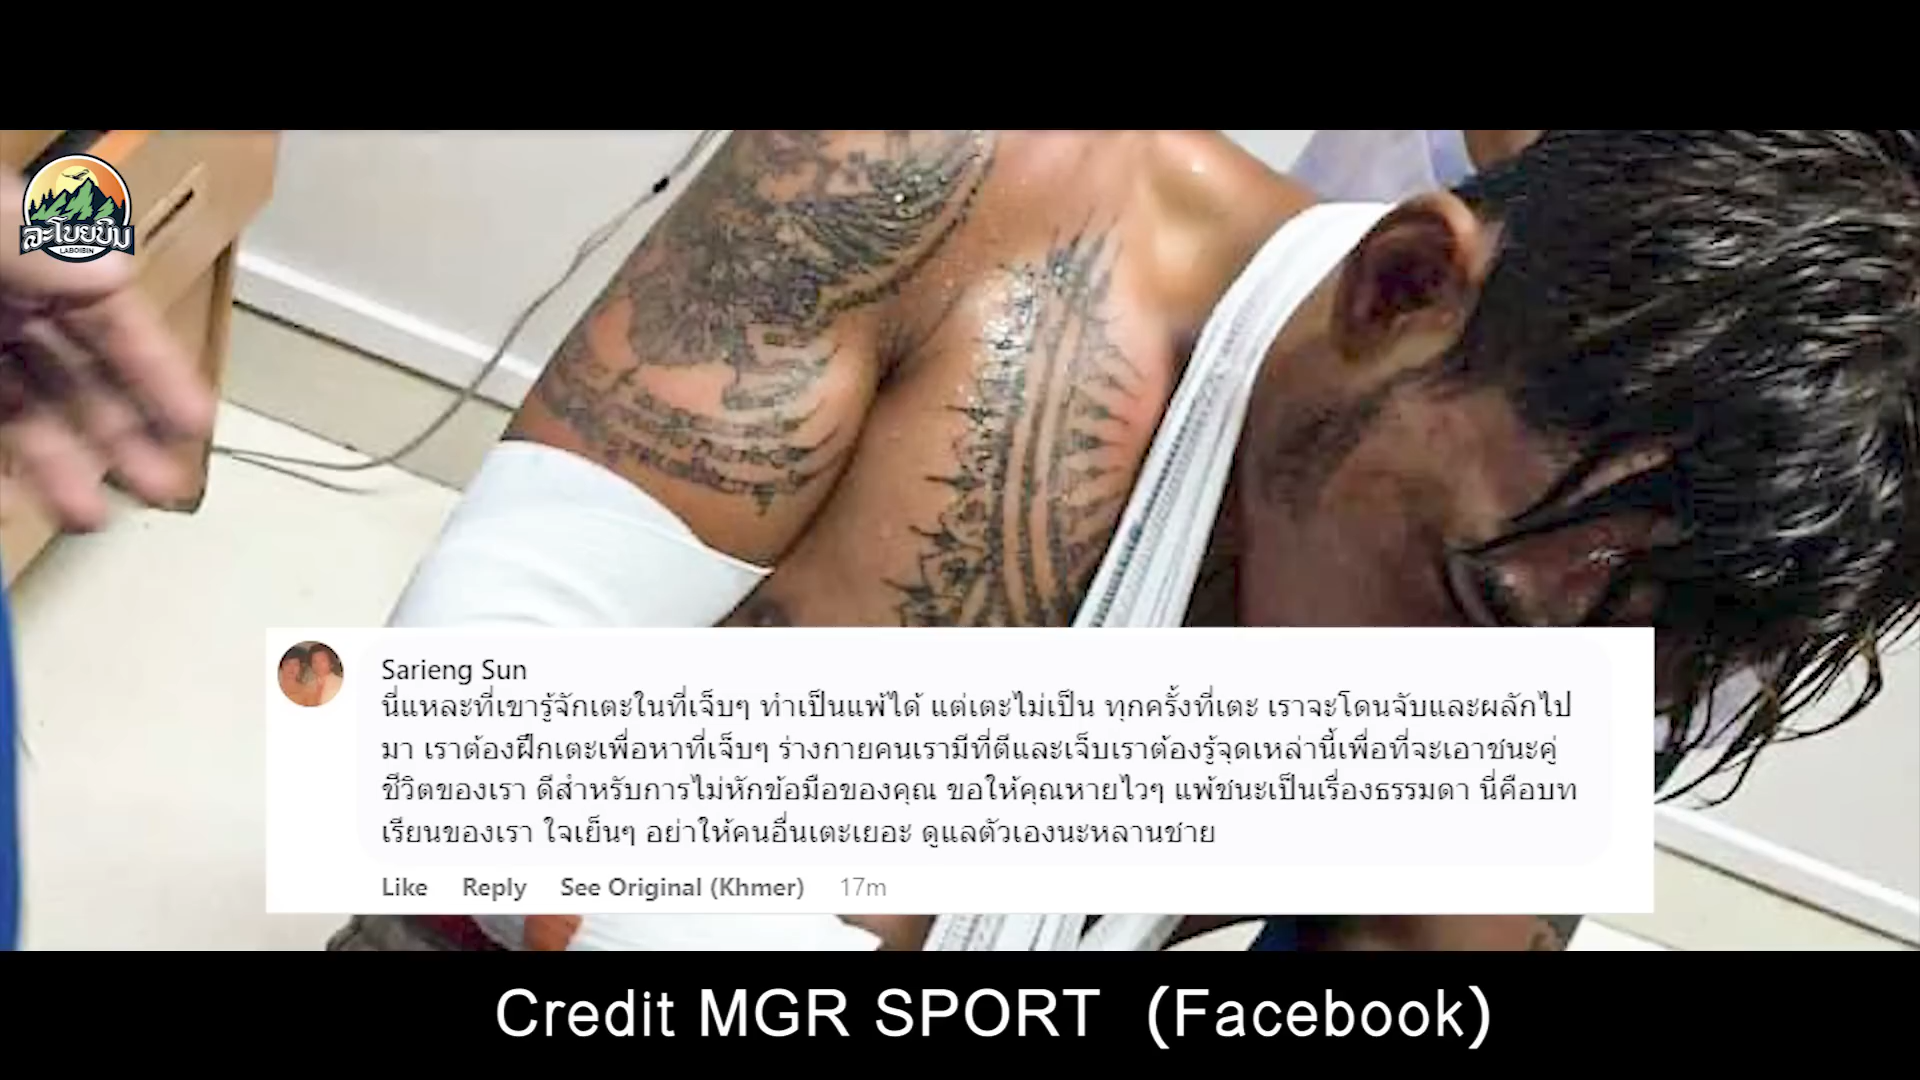 ละโบยบิน
LABOIBIN
Sarieng Sun
นี่แหละที่เขารู้จักเตะในที่เจ็บๆ ทำเป็นแพ้ได้ แต่เตะไม่เป็น ทุกครั้งที่เตะ เราจะโดนจับและผลักไป
มา เราต้องฝึกเตะเพื่อหาที่เจ็บๆ ร่างกายคนเรามีที่ตีและเจ็บเราต้องรู้จุดเหล่านี้เพื่อที่จะเอาชนะคู่
ชีวิตของเรา ดีสำหรับการไม่หักข้อมือของคุณ ขอให้คุณหายไวๆ แพ้ชนะเป็นเรื่องธรรมดา นี่คือบท
เรียนของเรา ใจเย็นๆ อย่าให้คนอื่นเตะเยอะ ดูแลตัวเองนะหลานชาย
Like Reply See Original (Khmer) 17m
Credit MGR SPORT (Facebook)